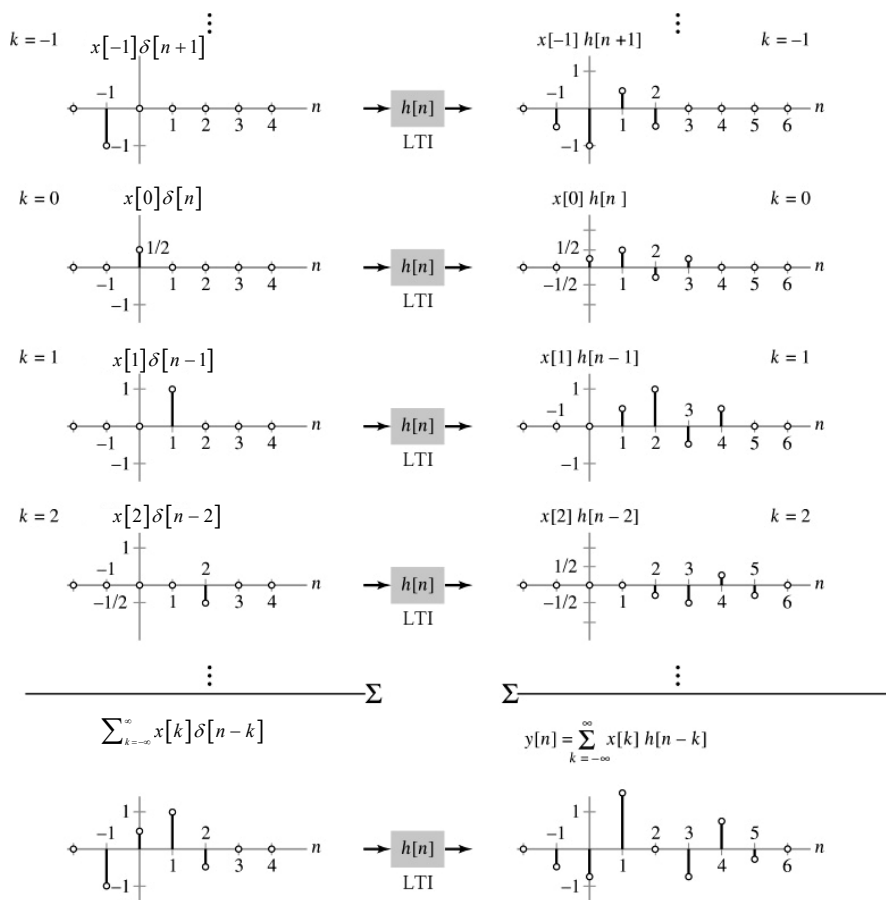 ⋮ ⋮
k = −1 x[−1]δ[n+1] x[−1] h[n +1] k = −1
−1 1 −1 2
n h[n] n
1 2 3 4 1 3 4 5 6
−1 LTI −1
k = 0 x[0]δ[n] x[0] h[n ] k = 0
1/2 1/2 2
n h[n] n
−1 1 2 3 4 −1/2 1 3 4 5 6
−1 LTI
k = 1 x[1]δ[n−1] x[1] h[n − 1] k = 1
1 1
−1 3
n h[n] n
−1 1 2 3 4 1 2 4 5 6
−1 LTI −1
k = 2 x[2]δ[n−2] x[2] h[n − 2] k = 2
1
−1 2 1/2 2 3 5
n h[n] n
−1/2 1 3 4 −1/2 1 4 6
LTI
⋮ ⋮
Σ Σ
∑_{k=−∞}^{∞} x[k]δ[n−k] y[n] = ∑_{k = −∞}^{∞} x[k] h[n − k]
1 1
−1 2 −1 2 3 5
n h[n] n
1 3 4 1 4 6
−1 LTI −1